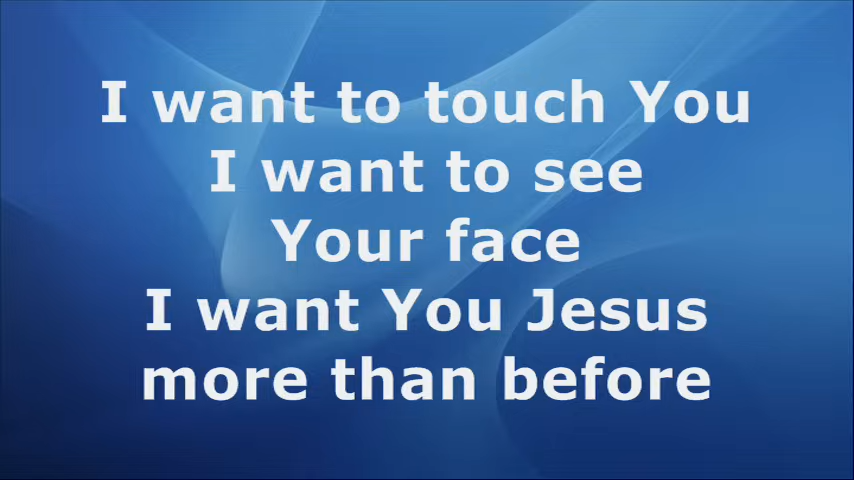 I want to touch You
I want to see
Your face
I want You Jesus
more than before